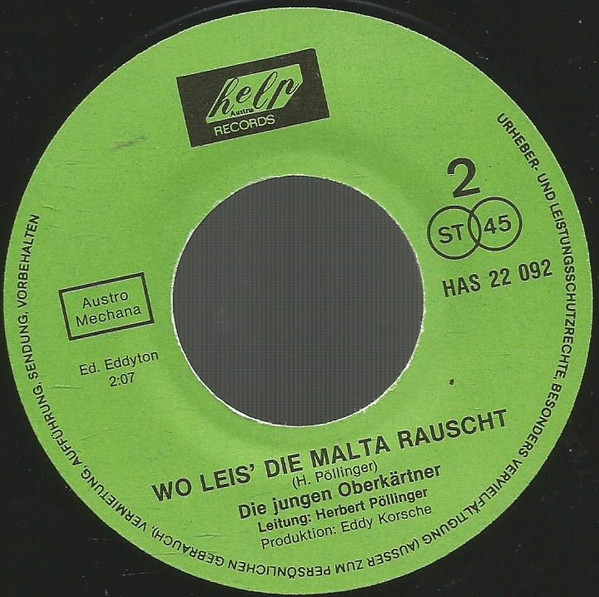 help
Austria
RECORDS
2
ST 45
HAS 22 092
Austro
Mechana
Ed. Eddyton
2:07
WO LEIS' DIE MALTA RAUSCHT
(H. Pöllinger)
Die jungen Oberkärtner
Leitung: Herbert Pöllinger
Produktion: Eddy Korsche
URHEBER- UND LEISTUNGSSCHUTZRECHTE, BESONDERS VERVIELFÄLTIGUNG (AUSSER ZUM PERSÖNLICHEN GEBRAUCH) VERMIETUNG, AUFFÜHRUNG, SENDUNG, VORBEHALTEN